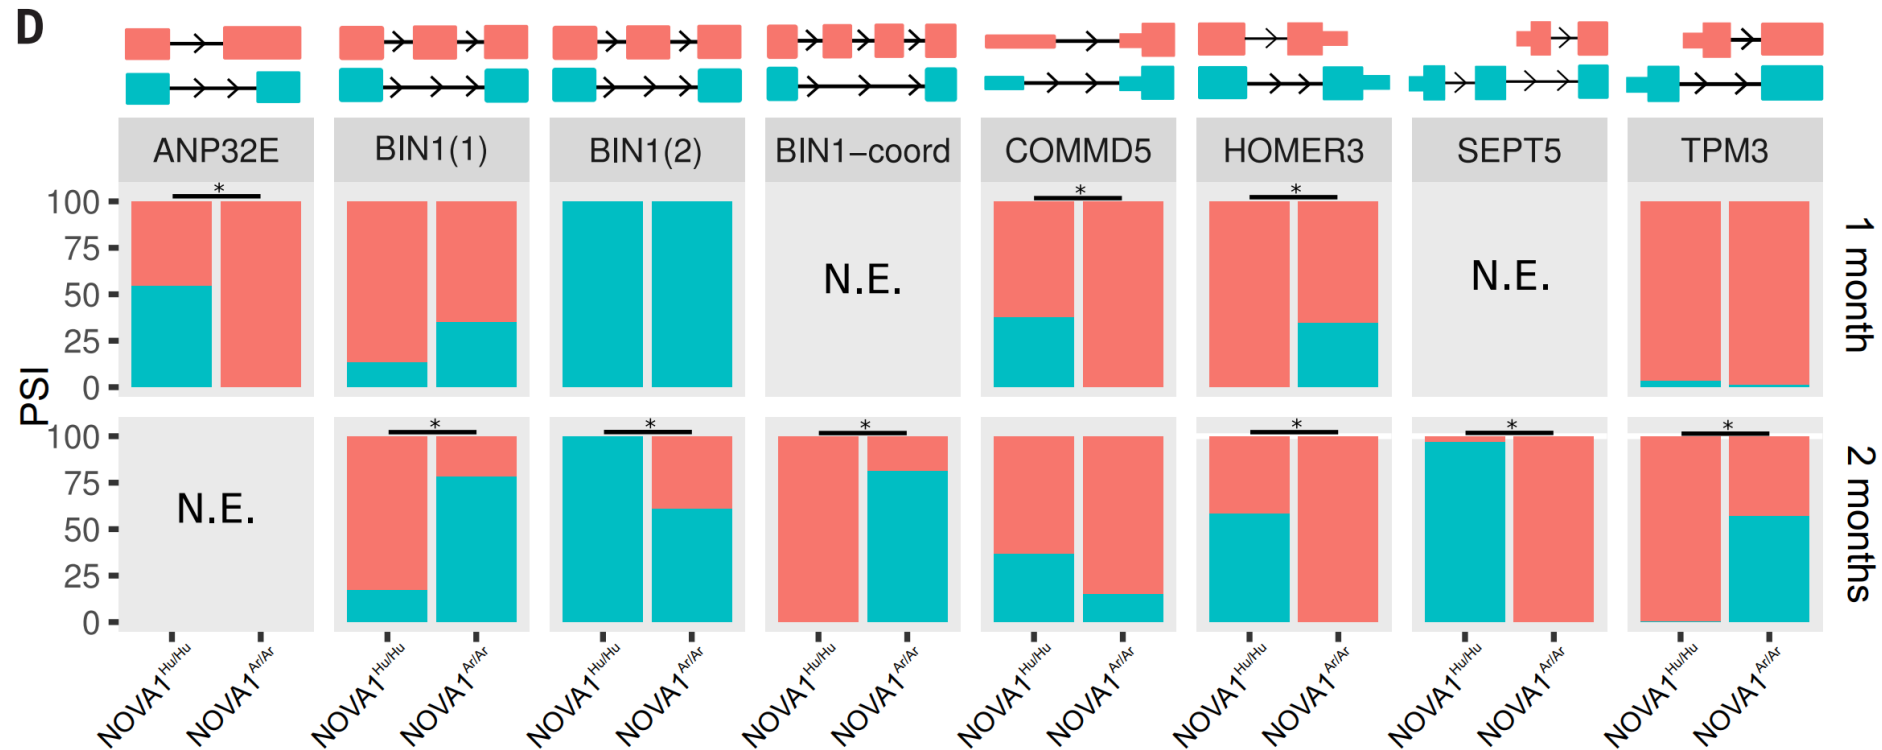 D
ANP32E BIN1(1) BIN1(2) BIN1−coord COMMD5 HOMER3 SEPT5 TPM3
PSI
100 * * *
75
50 N.E. N.E.
25
0
1 month
100 * * * * * *
75
50 N.E.
25
0
2 months
NOVA1Hu/Hu NOVA1Ar/Ar NOVA1Hu/Hu NOVA1Ar/Ar NOVA1Hu/Hu NOVA1Ar/Ar NOVA1Hu/Hu NOVA1Ar/Ar NOVA1Hu/Hu NOVA1Ar/Ar NOVA1Hu/Hu NOVA1Ar/Ar NOVA1Hu/Hu NOVA1Ar/Ar NOVA1Hu/Hu NOVA1Ar/Ar